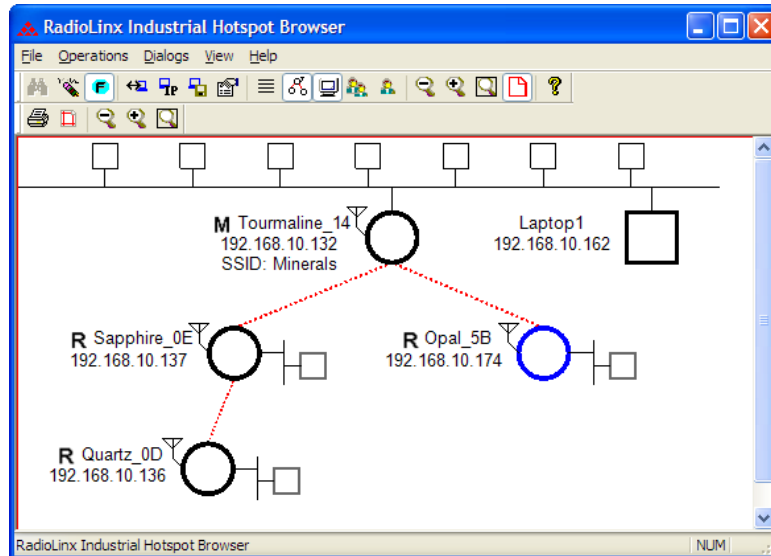 RadioLinx Industrial Hotspot Browser
File Operations Dialogs View Help
F IP ?
M Tourmaline_14
192.168.10.132
SSID: Minerals
Laptop1
192.168.10.162
R Sapphire_0E
192.168.10.137
R Opal_5B
192.168.10.174
R Quartz_0D
192.168.10.136
RadioLinx Industrial Hotspot Browser NUM